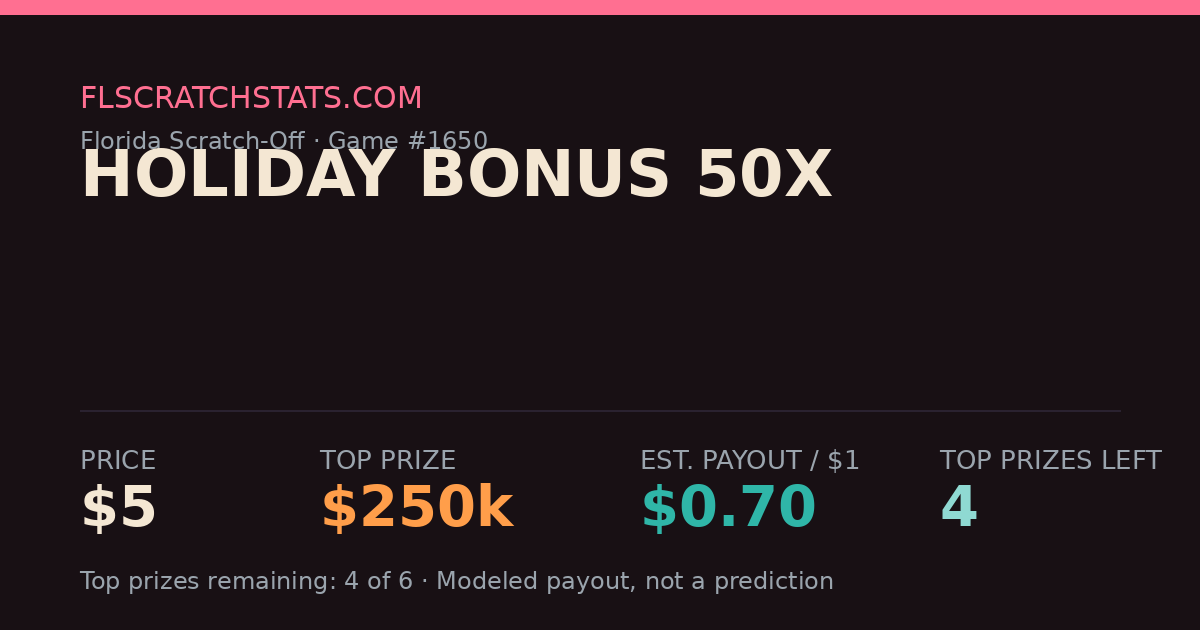 FLSCRATCHSTATS.COM
Florida Scratch-Off · Game #1650
HOLIDAY BONUS 50X
PRICE TOP PRIZE EST. PAYOUT / $1 TOP PRIZES LEFT
$5 $250k $0.70 4
Top prizes remaining: 4 of 6 · Modeled payout, not a prediction